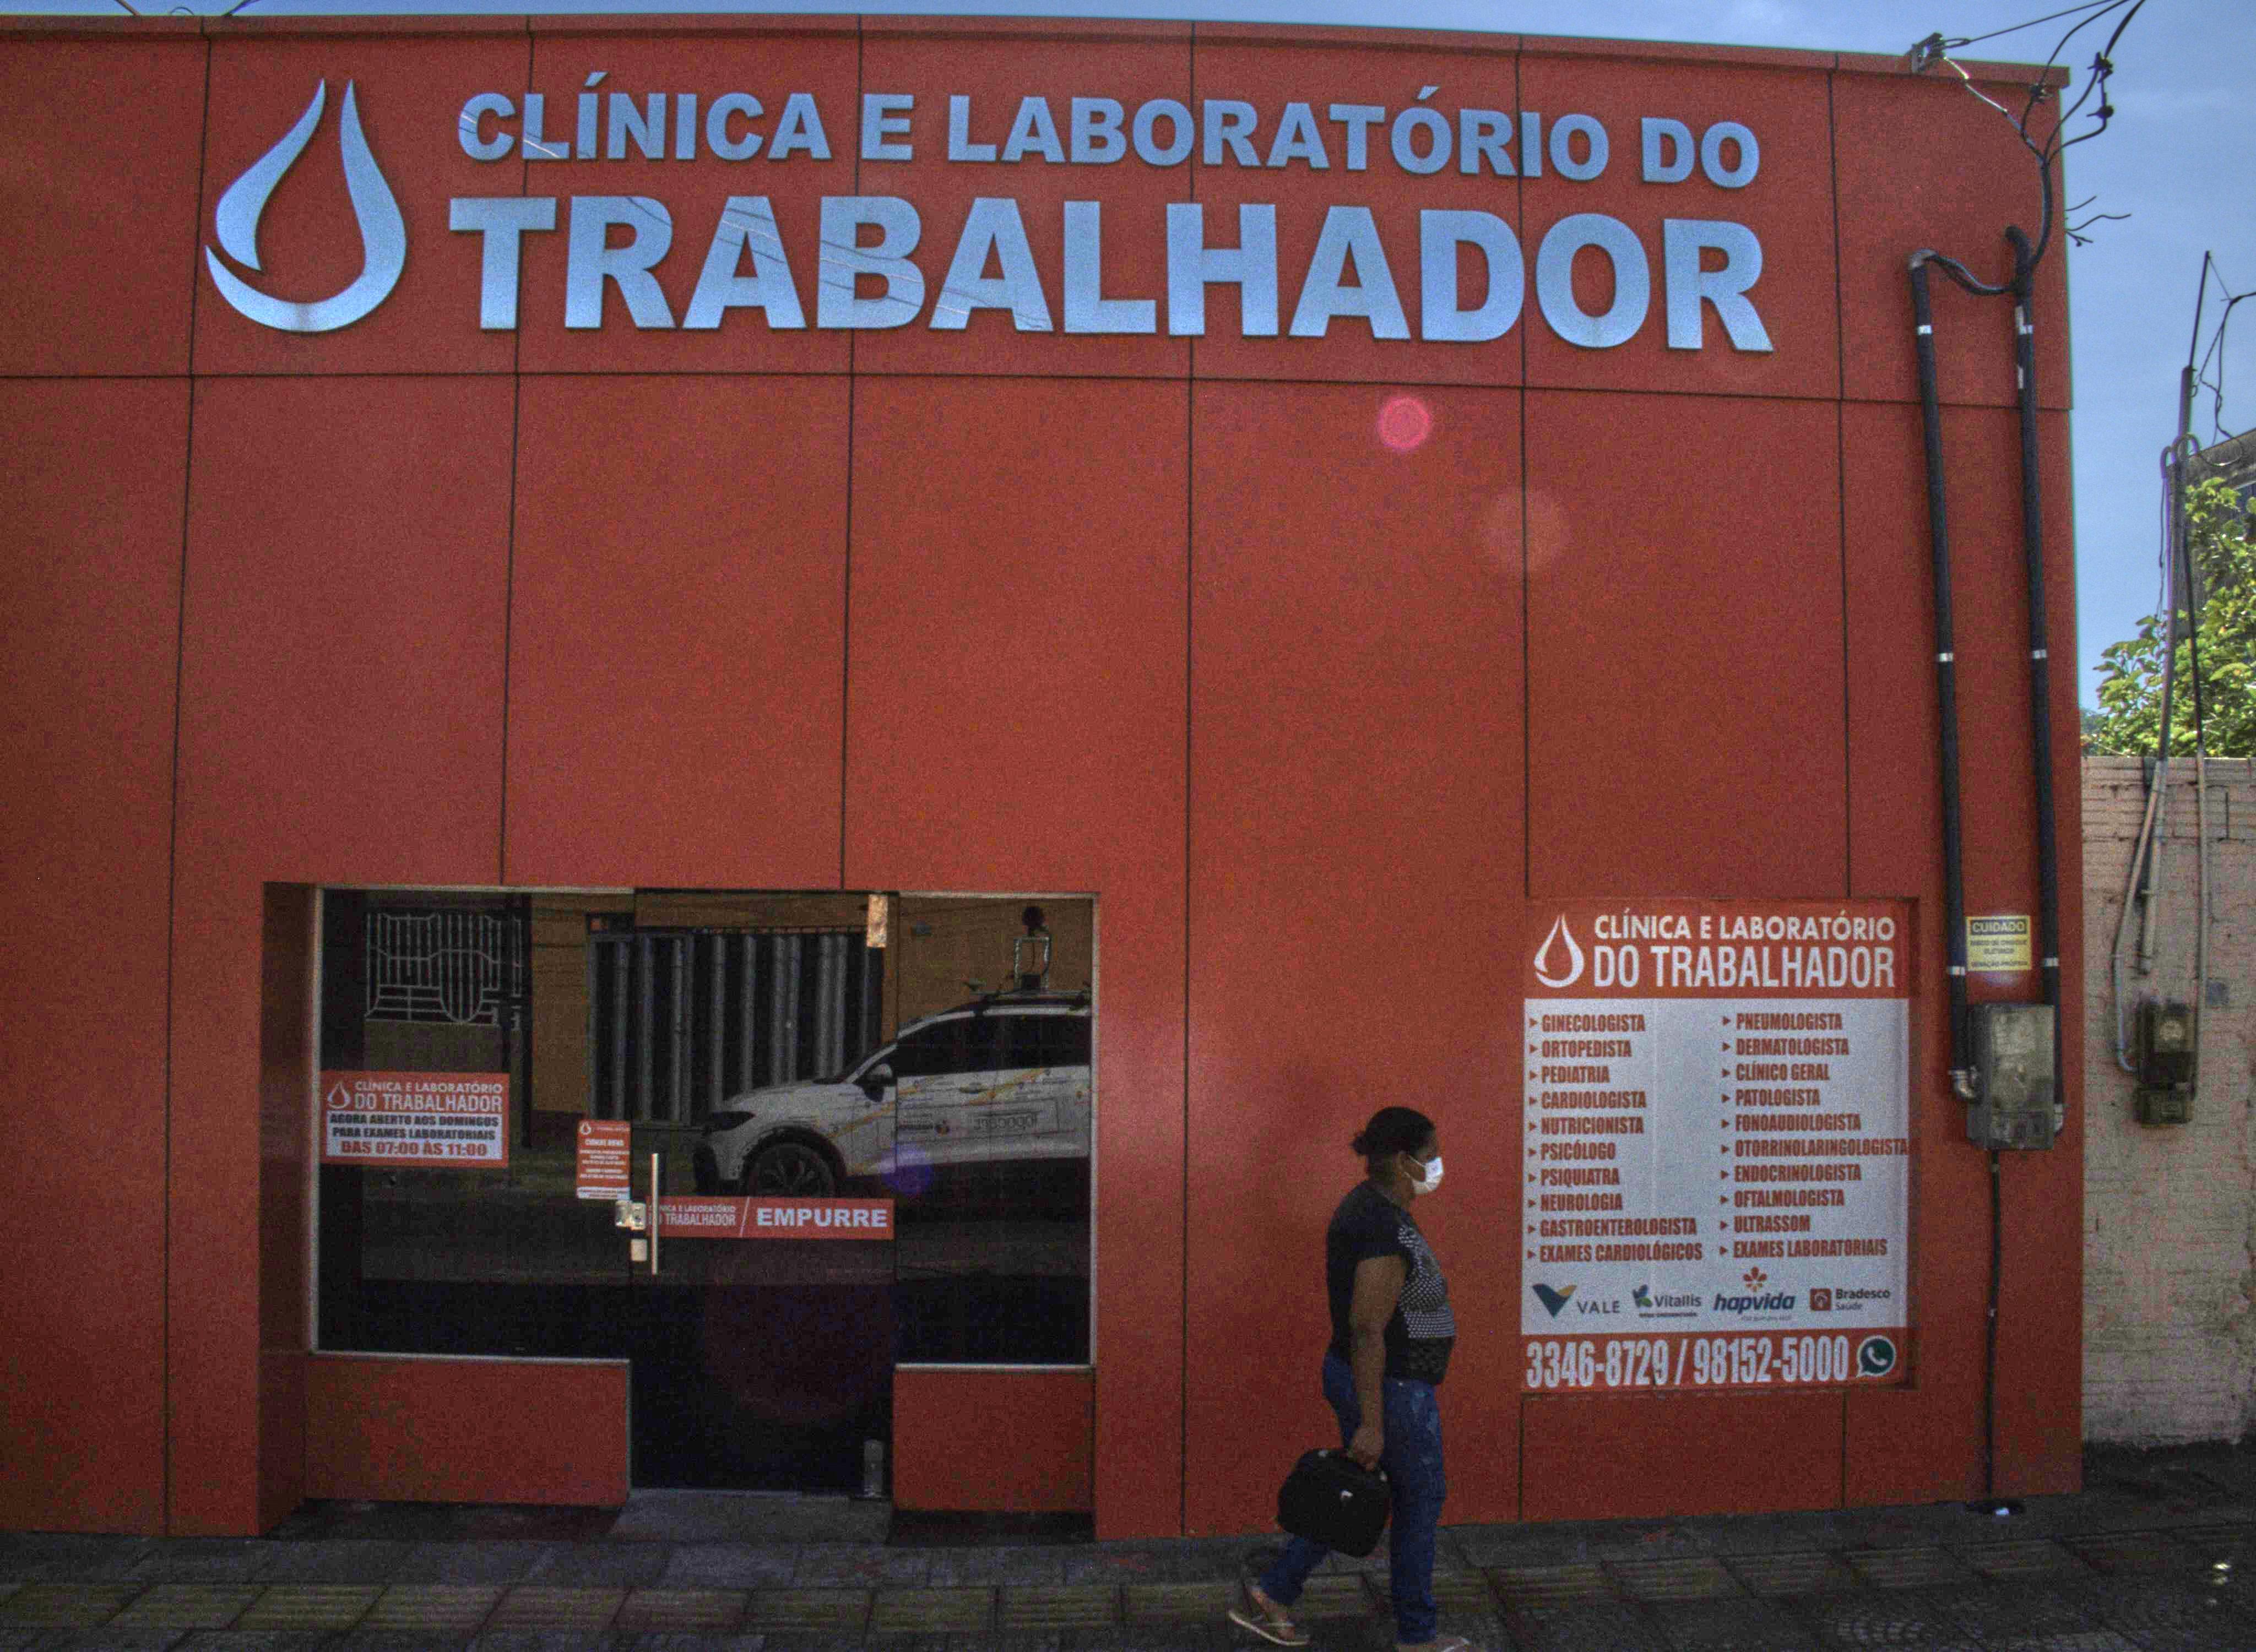 CLÍNICA E LABORATÓRIO DO
TRABALHADOR
CLÍNICA E LABORATÓRIO
DO TRABALHADOR
AGORA ABERTO AOS DOMINGOS
PARA EXAMES LABORATORIAIS
DAS 07:00 ÀS 11:00
E LABORATÓRIO
TRABALHADOR
EMPURRE
CLÍNICA E LABORATÓRIO
DO TRABALHADOR
GINECOLOGISTA
ORTOPEDISTA
PEDIATRIA
CARDIOLOGISTA
NUTRICIONISTA
PSICÓLOGO
PSIQUIATRA
NEUROLOGIA
GASTROENTEROLOGISTA
EXAMES CARDIOLÓGICOS
PNEUMOLOGISTA
DERMATOLOGISTA
CLÍNICO GERAL
PATOLOGISTA
FONOAUDIOLOGISTA
OTORRINOLARINGOLOGISTA
ENDOCRINOLOGISTA
OFTALMOLOGISTA
ULTRASSOM
EXAMES LABORATORIAIS
VALE
Vitallis
hapvida
Bradesco
Saúde
3346-8729 / 98152-5000
CUIDADO